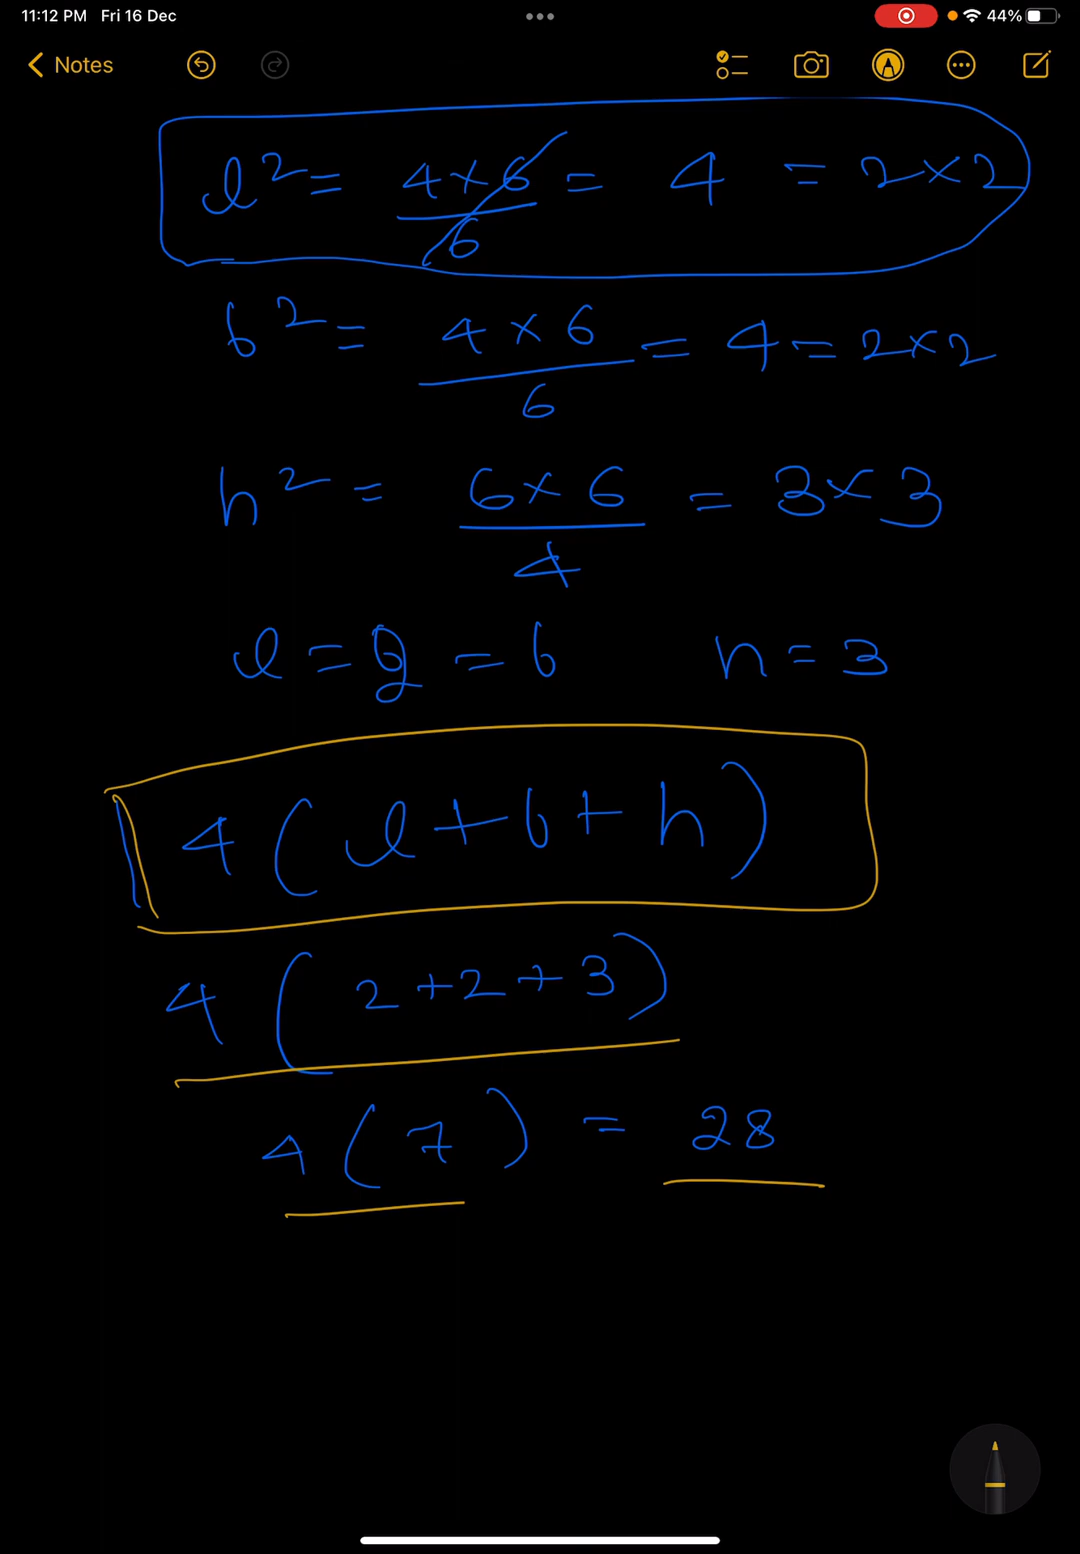 11:12 PM Fri 16 Dec
44%
Notes
l² = 4×6/6 = 4 = 2×2
b² = 4×6/6 = 4 = 2×2
h² = 6×6/4 = 3×3
l = 2 = b h = 3
4(l+b+h)
4(2+2+3)
4(7) = 28